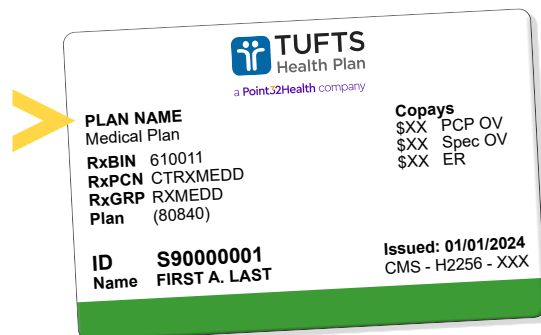 TUFTS
Health Plan
a Point32Health company
PLAN NAME
Medical Plan
RxBIN 610011
RxPCN CTRXMEDD
RxGRP RXMEDD
Plan (80840)
Copays
$XX PCP OV
$XX Spec OV
$XX ER
ID S90000001
Name FIRST A. LAST
Issued: 01/01/2024
CMS - H2256 - XXX